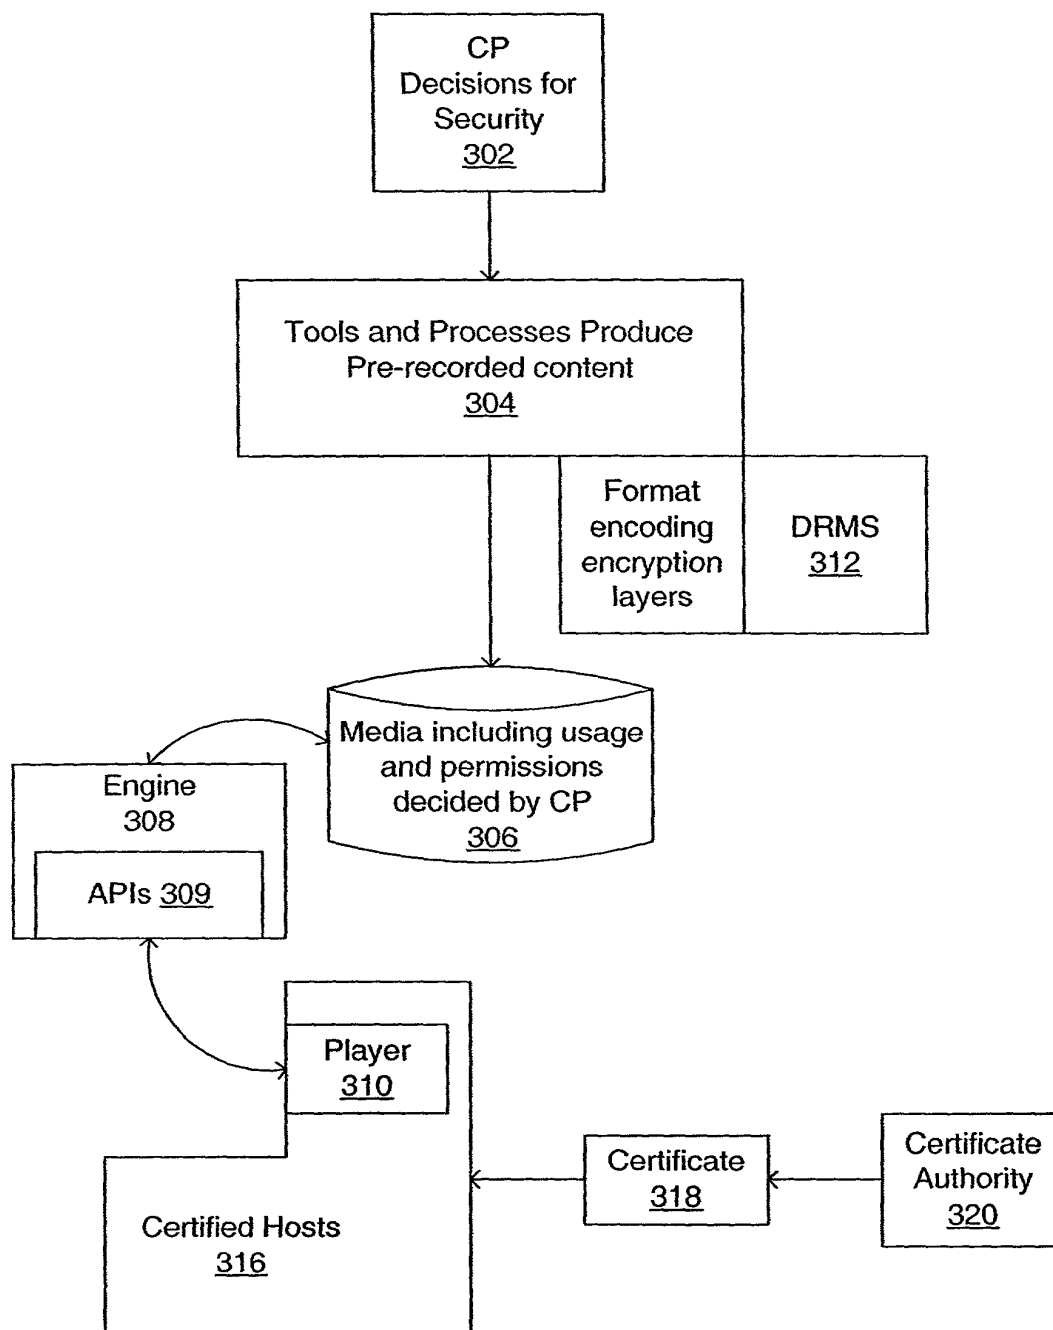 CP
Decisions for
Security
302
Tools and Processes Produce
Pre-recorded content
304
Format
encoding
encryption
layers
DRMS
312
Media including usage
and permissions
decided by CP
306
Engine
308
APIs 309
Player
310
Certificate
318
Certificate
Authority
320
Certified Hosts
316